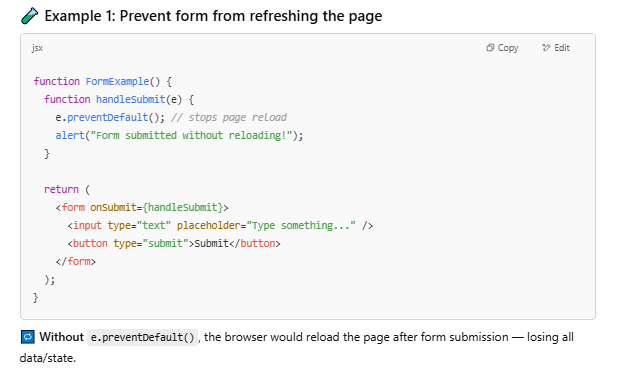 🧪 Example 1: Prevent form from refreshing the page
jsx Copy Edit
function FormExample() {
  function handleSubmit(e) {
    e.preventDefault(); // stops page reload
    alert("Form submitted without reloading!");
  }

  return (
    <form onSubmit={handleSubmit}>
      <input type="text" placeholder="Type something..." />
      <button type="submit">Submit</button>
    </form>
  );
}
🔁 Without e.preventDefault(), the browser would reload the page after form submission — losing all
data/state.